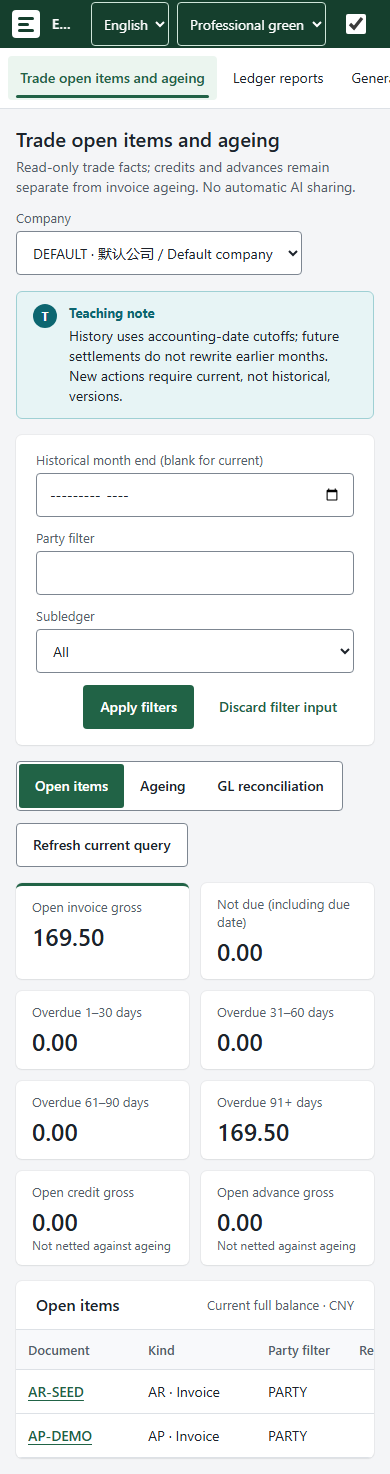 E...
English
Professional green
Trade open items and ageing
Ledger reports
Genera
Trade open items and ageing
Read-only trade facts; credits and advances remain
separate from invoice ageing. No automatic AI sharing.
Company
DEFAULT · 默认公司 / Default company
T
Teaching note
History uses accounting-date cutoffs; future
settlements do not rewrite earlier months.
New actions require current, not historical,
versions.
Historical month end (blank for current)
--------- ----
Party filter
Subledger
All
Apply filters
Discard filter input
Open items
Ageing
GL reconciliation
Refresh current query
Open invoice gross
169.50
Not due (including due
date)
0.00
Overdue 1–30 days
0.00
Overdue 31–60 days
0.00
Overdue 61–90 days
0.00
Overdue 91+ days
169.50
Open credit gross
0.00
Not netted against ageing
Open advance gross
0.00
Not netted against ageing
Open items
Current full balance · CNY
Document
Kind
Party filter
Re
AR-SEED
AR · Invoice
PARTY
AP-DEMO
AP · Invoice
PARTY